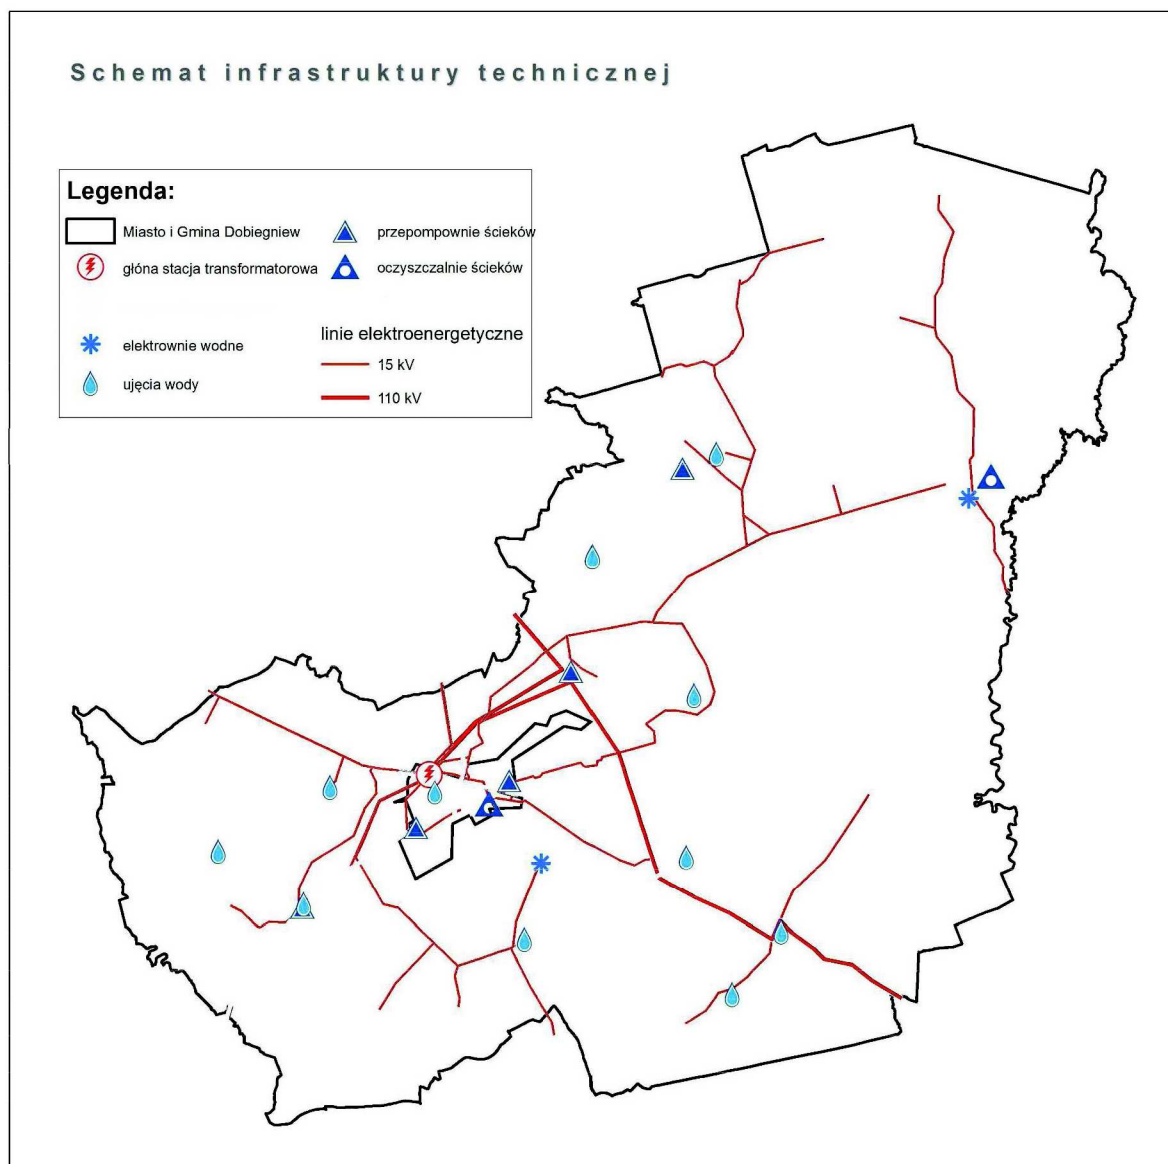 Schemat infrastruktury technicznej
Legenda:
Miasto i Gmina Dobiegniew
przepompownie ścieków
głóna stacja transformatorowa
oczyszczalnie ścieków
linie elektroenergetyczne
elektrownie wodne
15 kV
ujęcia wody
110 kV